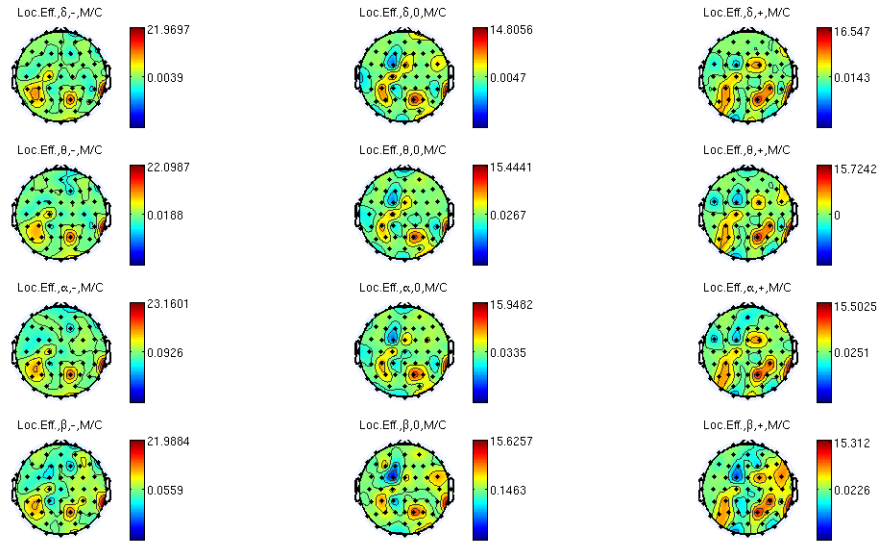 Loc.Eff.,δ,-,M/C
21.9697
0.0039
Loc.Eff.,δ,0,M/C
14.8056
0.0047
Loc.Eff.,δ,+,M/C
16.547
0.0143
Loc.Eff.,θ,-,M/C
22.0987
0.0188
Loc.Eff.,θ,0,M/C
15.4441
0.0267
Loc.Eff.,θ,+,M/C
15.7242
0
Loc.Eff.,α,-,M/C
23.1601
0.0926
Loc.Eff.,α,0,M/C
15.9482
0.0335
Loc.Eff.,α,+,M/C
15.5025
0.0251
Loc.Eff.,β,-,M/C
21.9884
0.0559
Loc.Eff.,β,0,M/C
15.6257
0.1463
Loc.Eff.,β,+,M/C
15.312
0.0226